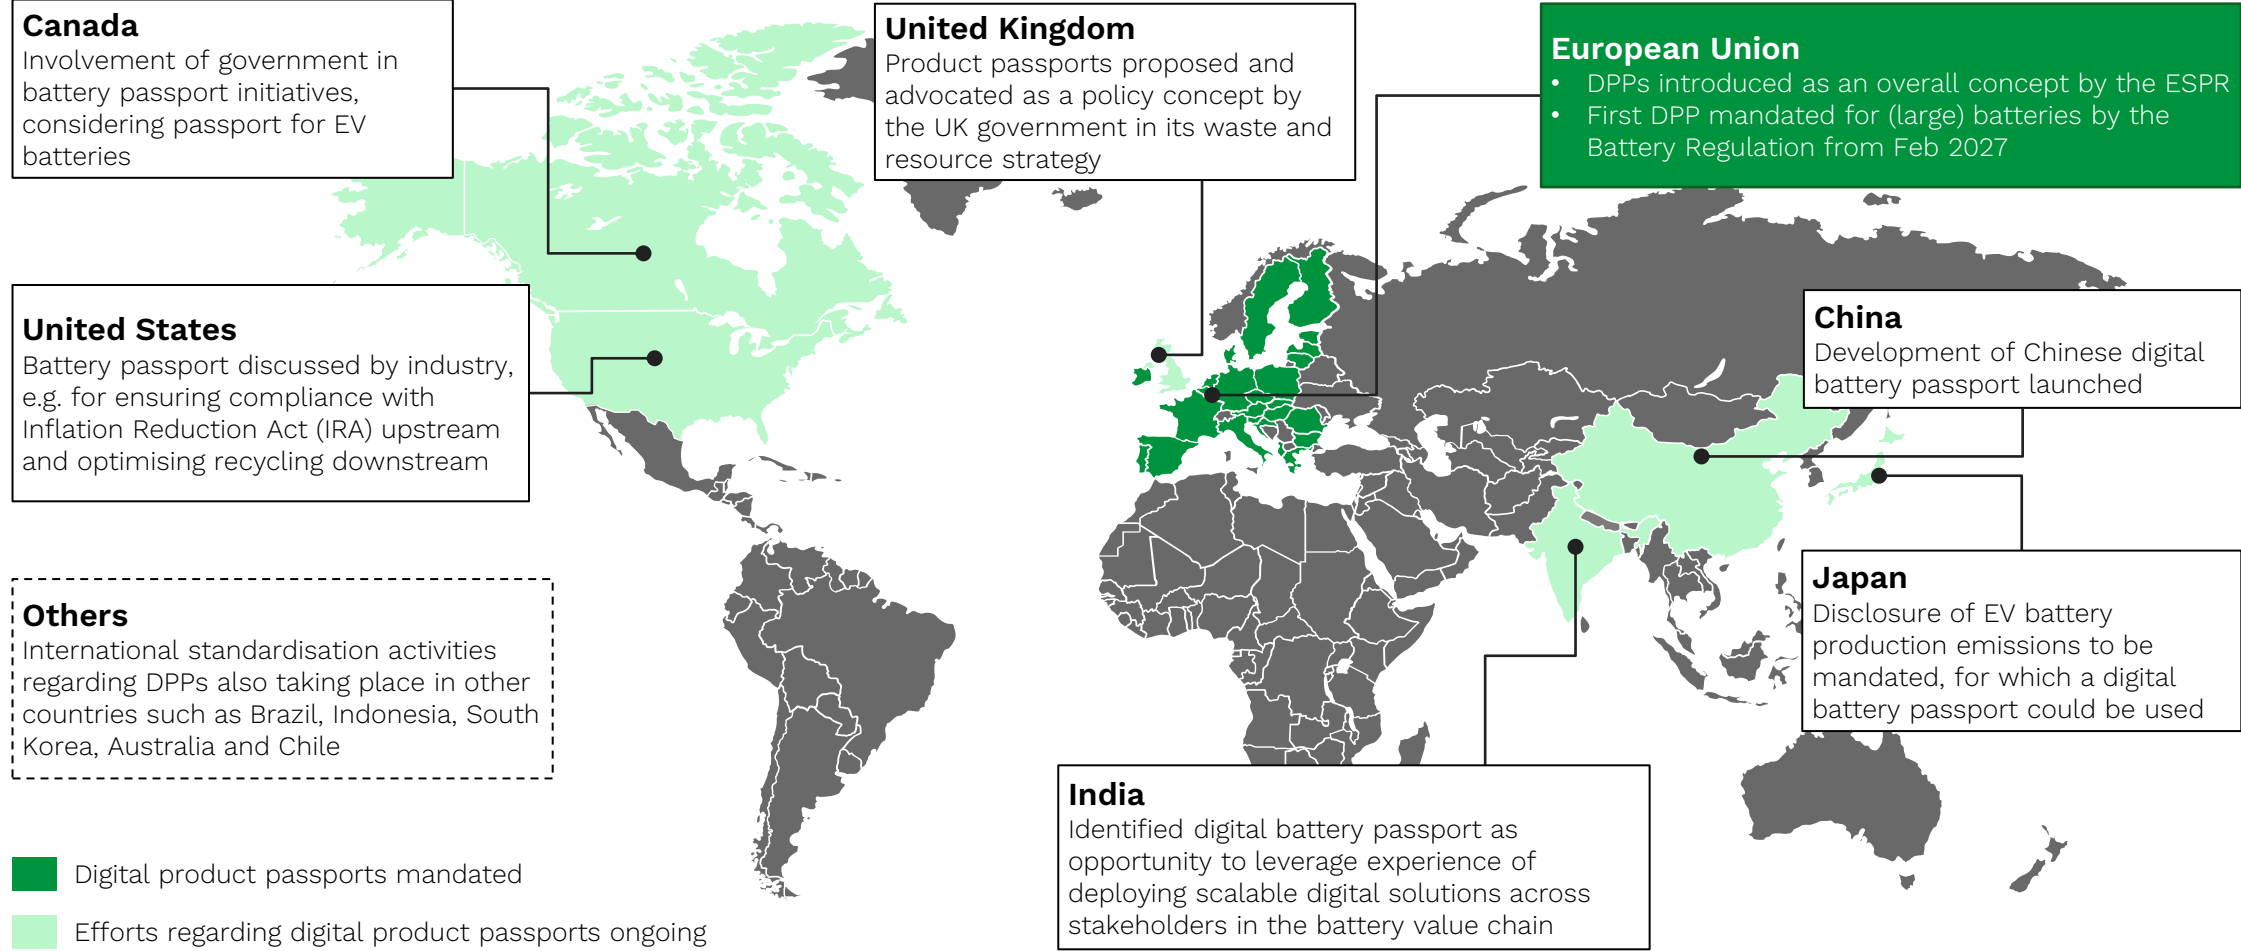 Canada
Involvement of government in
battery passport initiatives,
considering passport for EV
batteries
United Kingdom
Product passports proposed and
advocated as a policy concept by
the UK government in its waste and
resource strategy
European Union
• DPPs introduced as an overall concept by the ESPR
• First DPP mandated for (large) batteries by the
Battery Regulation from Feb 2027
United States
Battery passport discussed by industry,
e.g. for ensuring compliance with
Inflation Reduction Act (IRA) upstream
and optimising recycling downstream
China
Development of Chinese digital
battery passport launched
Others
International standardisation activities
regarding DPPs also taking place in other
countries such as Brazil, Indonesia, South
Korea, Australia and Chile
Japan
Disclosure of EV battery
production emissions to be
mandated, for which a digital
battery passport could be used
India
Identified digital battery passport as
opportunity to leverage experience of
deploying scalable digital solutions across
stakeholders in the battery value chain
Digital product passports mandated
Efforts regarding digital product passports ongoing